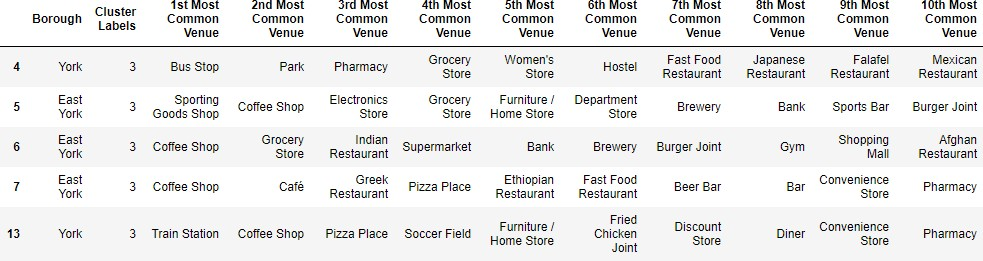 Borough Cluster Labels 1st Most Common Venue 2nd Most Common Venue 3rd Most Common Venue 4th Most Common Venue 5th Most Common Venue 6th Most Common Venue 7th Most Common Venue 8th Most Common Venue 9th Most Common Venue 10th Most Common Venue
4 York 3 Bus Stop Park Pharmacy Grocery Store Women's Store Hostel Fast Food Restaurant Japanese Restaurant Falafel Restaurant Mexican Restaurant
5 East York 3 Sporting Goods Shop Coffee Shop Electronics Store Grocery Store Furniture / Home Store Department Store Brewery Bank Sports Bar Burger Joint
6 East York 3 Coffee Shop Grocery Store Indian Restaurant Supermarket Bank Brewery Burger Joint Gym Shopping Mall Afghan Restaurant
7 East York 3 Coffee Shop Café Greek Restaurant Pizza Place Ethiopian Restaurant Fast Food Restaurant Beer Bar Bar Convenience Store Pharmacy
13 York 3 Train Station Coffee Shop Pizza Place Soccer Field Furniture / Home Store Fried Chicken Joint Discount Store Diner Convenience Store Pharmacy